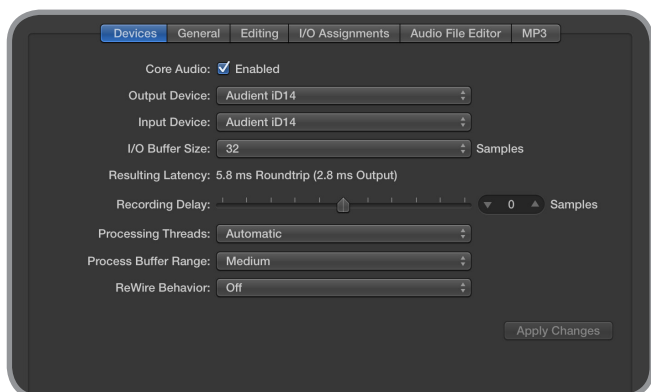 Devices General Editing I/O Assignments Audio File Editor MP3
Core Audio: Enabled
Output Device: Audient iD14
Input Device: Audient iD14
I/O Buffer Size: 32 Samples
Resulting Latency: 5.8 ms Roundtrip (2.8 ms Output)
Recording Delay: 0 Samples
Processing Threads: Automatic
Process Buffer Range: Medium
ReWire Behavior: Off
Apply Changes